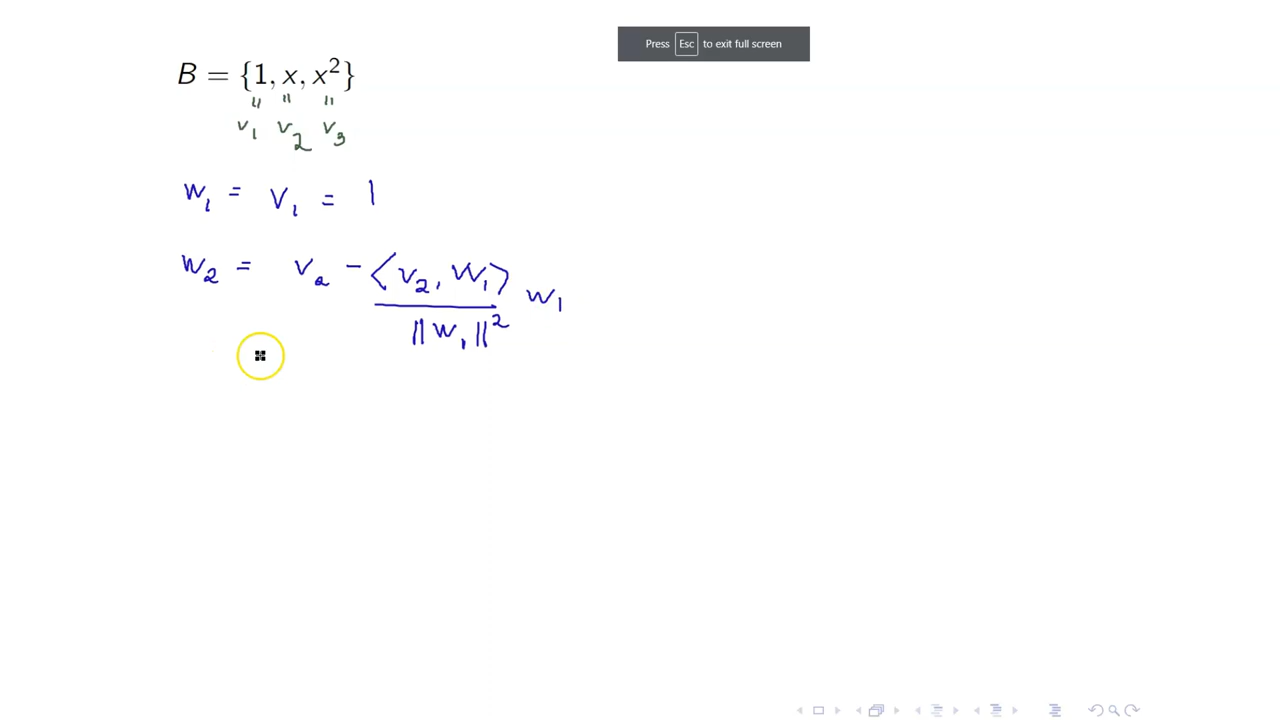 Press Esc to exit full screen
B = {1, x, x²}
" " "
v₁ v₂ v₃
w₁ = v₁ = 1
w₂ = v₂ - ⟨v₂, w₁⟩ w₁
‖w₁‖²